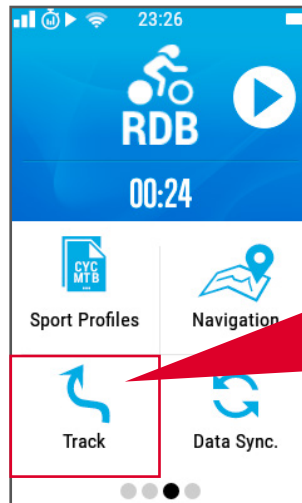 23:26
RDB
00:24
CYC
MTB
Sport Profiles
Navigation
Track
Data Sync.